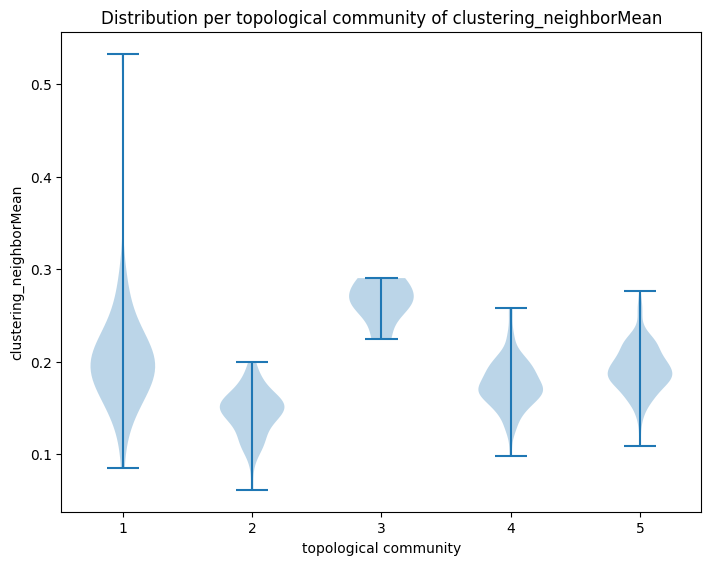 Distribution per topological community of clustering_neighborMean
clustering_neighborMean
0.5
0.4
0.3
0.2
0.1
1 2 3 4 5
topological community